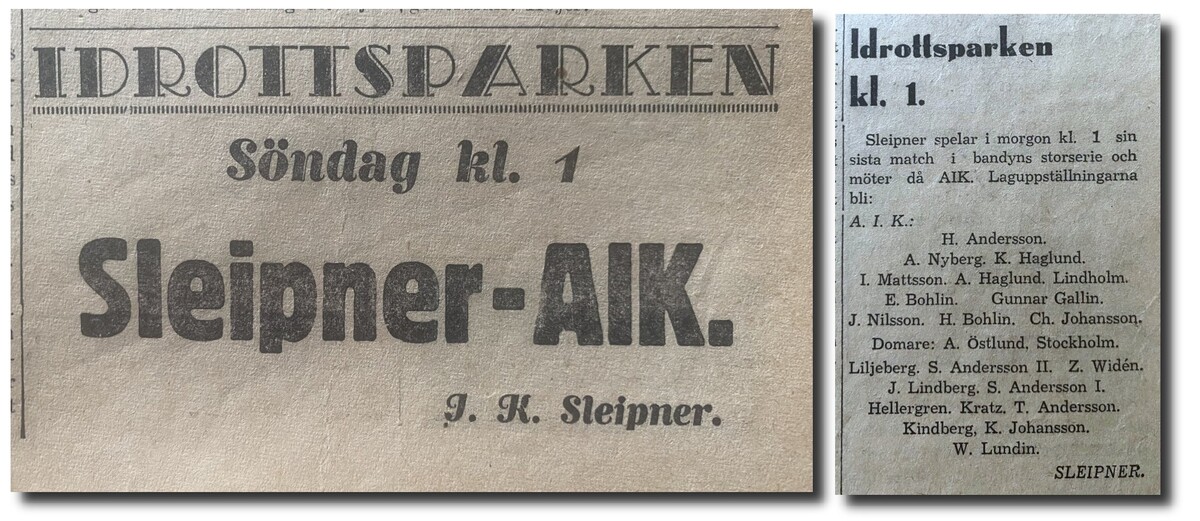 IDROTTSPARKEN
Söndag kl. 1
Sleipner-AIK.
I. K. Sleipner.
Idrottsparken
kl. 1.
Sleipner spelar i morgon kl. 1 sin
sista match i bandyns storserie och
möter då AIK. Laguppställningarna
bli:
A. I. K.:
H. Andersson.
A. Nyberg. K. Haglund.
I. Mattsson. A. Haglund. Lindholm.
E. Bohlin. Gunnar Gallin.
J. Nilsson. H. Bohlin. Ch. Johansson.
Domare: A. Östlund, Stockholm.
Liljeberg. S. Andersson II. Z. Widén.
J. Lindberg. S. Andersson I.
Hellergren. Kratz. T. Andersson.
Kindberg, K. Johansson.
W. Lundin.
SLEIPNER.